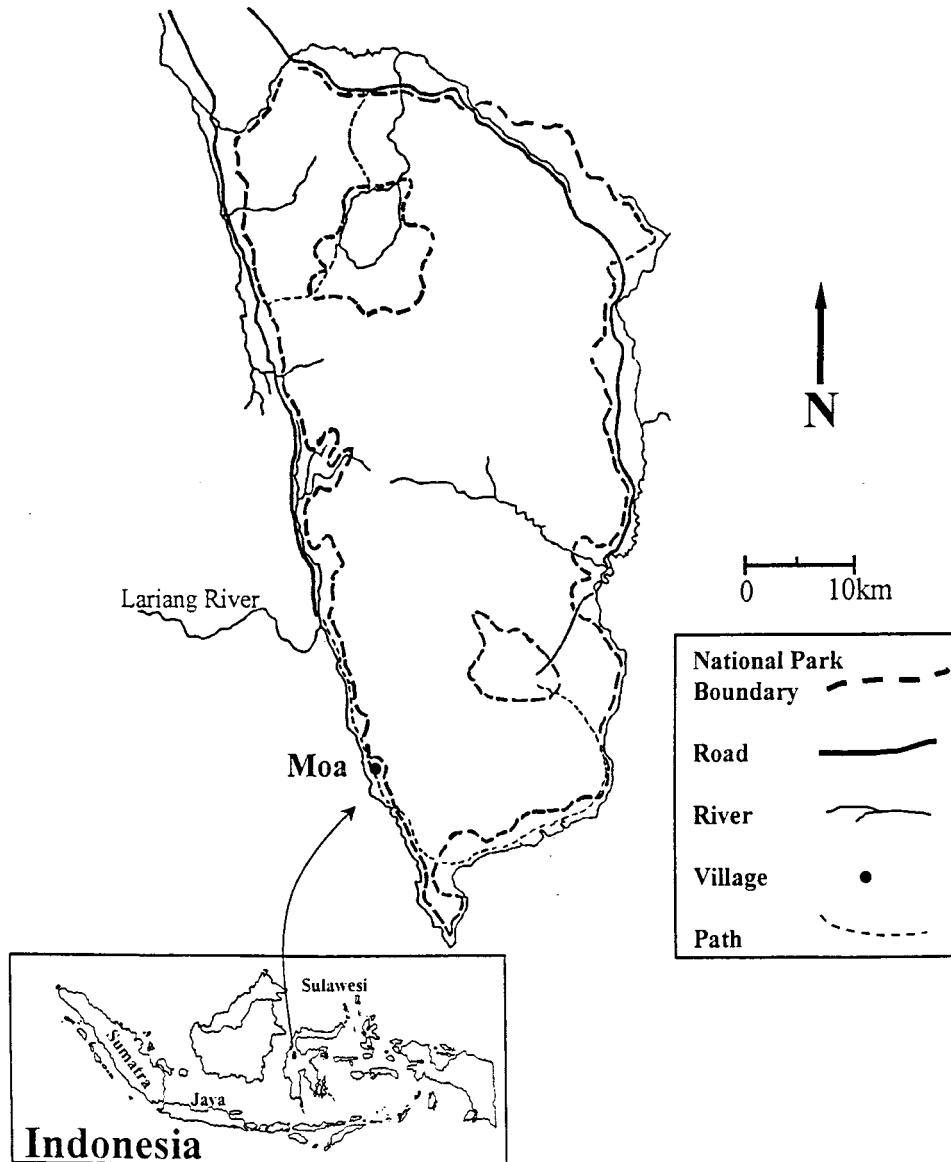 N
Lariang River
0 10km
Moa
National Park
Boundary
Road
River
Village
Path
Sulawesi
Sumatra
Jaya
Indonesia